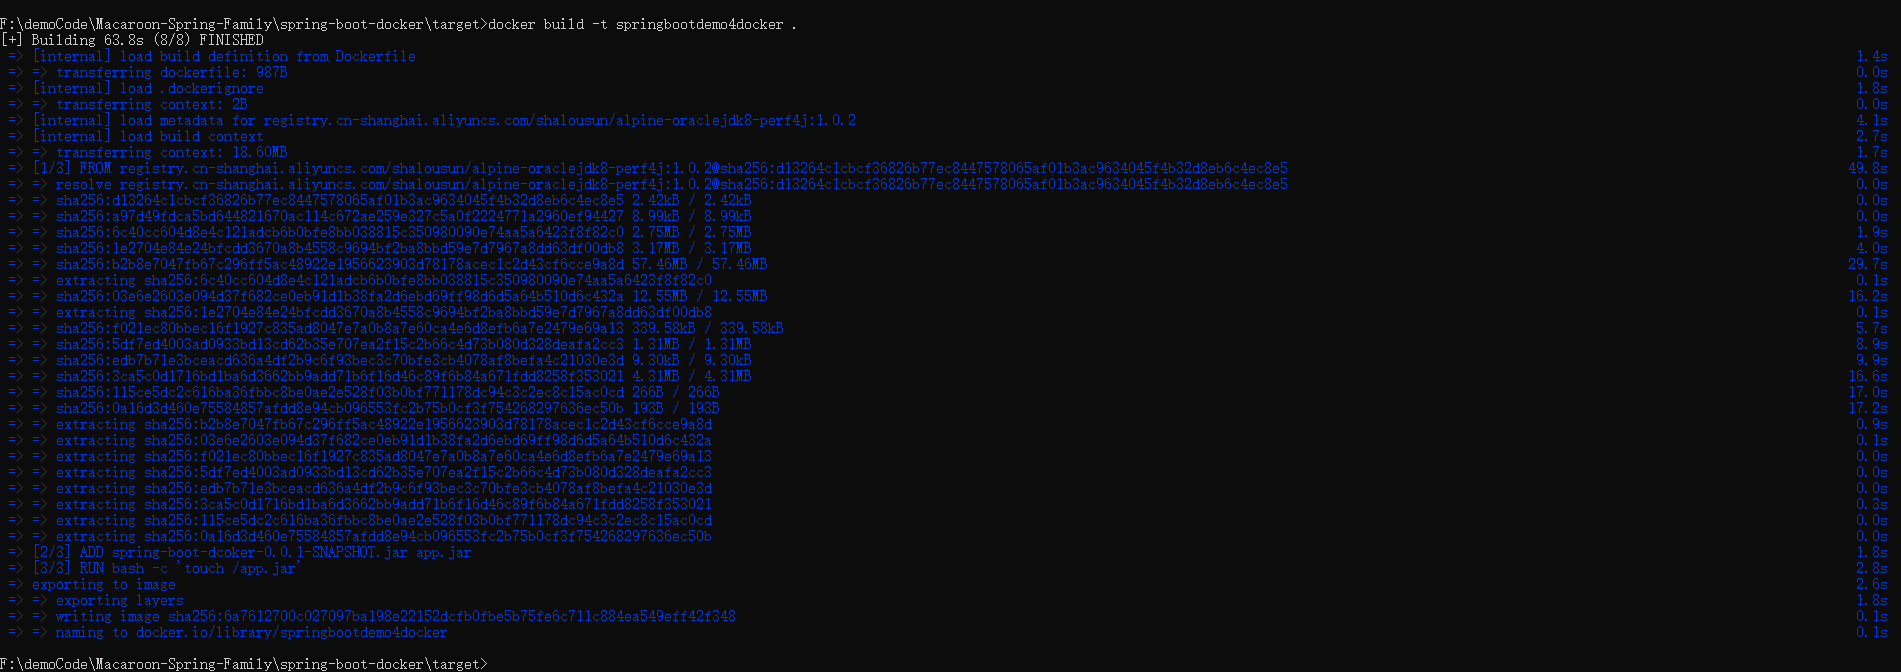 F:\demoCode\Macaroon-Spring-Family\spring-boot-docker\target>docker build -t springbootdemo4docker .
[+] Building 63.8s (8/8) FINISHED
=> [internal] load build definition from Dockerfile 1.4s
=> => transferring dockerfile: 987B 0.0s
=> [internal] load .dockerignore 1.8s
=> => transferring context: 2B 0.0s
=> [internal] load metadata for registry.cn-shanghai.aliyuncs.com/shalousun/alpine-oraclejdk8-perf4j:1.0.2 4.1s
=> [internal] load build context 2.7s
=> => transferring context: 18.60MB 1.7s
=> [1/3] FROM registry.cn-shanghai.aliyuncs.com/shalousun/alpine-oraclejdk8-perf4j:1.0.2@sha256:d13264c1cbcf36826b77ec8447578065af01b3ac9634045f4b32d8eb6c4ec8e5 49.8s
=> => resolve registry.cn-shanghai.aliyuncs.com/shalousun/alpine-oraclejdk8-perf4j:1.0.2@sha256:d13264c1cbcf36826b77ec8447578065af01b3ac9634045f4b32d8eb6c4ec8e5 0.0s
=> => sha256:d13264c1cbcf36826b77ec8447578065af01b3ac9634045f4b32d8eb6c4ec8e5 2.42kB / 2.42kB 0.0s
=> => sha256:a97d49fdca5bd644821670ac114c672ae259e327c5a0f2224771a2960ef94427 8.99kB / 8.99kB 0.0s
=> => sha256:6c40cc604d8e4c121adcb6b0bfe8bb038815c350980090e74aa5a6423f8f82c0 2.75MB / 2.75MB 1.9s
=> => sha256:1e2704e84e24bfcdd3670a8b4558c9694bf2ba8bbd59e7d7967a8dd63df00db8 3.17MB / 3.17MB 4.0s
=> => sha256:b2b8e7047fb67c296ff5ac48922e1956623903d78178acec1c2d43cf6cce9a8d 57.46MB / 57.46MB 29.7s
=> => extracting sha256:6c40cc604d8e4c121adcb6b0bfe8bb038815c350980090e74aa5a6423f8f82c0 0.1s
=> => sha256:03e6e2603e094d37f682ce0eb91d1b38fa2d6ebd69ff98d6d5a64b510d6c432a 12.55MB / 12.55MB 16.2s
=> => extracting sha256:1e2704e84e24bfcdd3670a8b4558c9694bf2ba8bbd59e7d7967a8dd63df00db8 0.1s
=> => sha256:f021ec80bbec16f1927c835ad8047e7a0b8a7e60ca4e6d8efb6a7e2479e69a13 339.58kB / 339.58kB 5.7s
=> => sha256:5df7ed4003ad0933bd13cd62b35e707ea2f15c2b66c4d73b080d328deafa2cc3 1.31MB / 1.31MB 8.9s
=> => sha256:edb7b71e3bceacd636a4df2b9c6f93bec3c70bfe3cb4078af8befa4c21030e3d 9.30kB / 9.30kB 9.9s
=> => sha256:3ca5c0d1716bd1ba6d3662bb9add71b6f16d46c89f6b84a671fdd8258f353021 4.31MB / 4.31MB 16.6s
=> => sha256:115ce5dc2c616ba36fbbc8be0ae2e528f03b0bf771178dc94c3c2ec8c15ac0cd 266B / 266B 17.0s
=> => sha256:0a16d3d460e75584857afdd8e94cb096553fc2b75b0cf3f754268297636ec50b 193B / 193B 17.2s
=> => extracting sha256:b2b8e7047fb67c296ff5ac48922e1956623903d78178acec1c2d43cf6cce9a8d 0.9s
=> => extracting sha256:03e6e2603e094d37f682ce0eb91d1b38fa2d6ebd69ff98d6d5a64b510d6c432a 0.1s
=> => extracting sha256:f021ec80bbec16f1927c835ad8047e7a0b8a7e60ca4e6d8efb6a7e2479e69a13 0.0s
=> => extracting sha256:5df7ed4003ad0933bd13cd62b35e707ea2f15c2b66c4d73b080d328deafa2cc3 0.0s
=> => extracting sha256:edb7b71e3bceacd636a4df2b9c6f93bec3c70bfe3cb4078af8befa4c21030e3d 0.0s
=> => extracting sha256:3ca5c0d1716bd1ba6d3662bb9add71b6f16d46c89f6b84a671fdd8258f353021 0.3s
=> => extracting sha256:115ce5dc2c616ba36fbbc8be0ae2e528f03b0bf771178dc94c3c2ec8c15ac0cd 0.0s
=> => extracting sha256:0a16d3d460e75584857afdd8e94cb096553fc2b75b0cf3f754268297636ec50b 0.0s
=> [2/3] ADD spring-boot-dcoker-0.0.1-SNAPSHOT.jar app.jar 1.8s
=> [3/3] RUN bash -c 'touch /app.jar' 2.8s
=> exporting to image 2.6s
=> => exporting layers 1.8s
=> => writing image sha256:6a7612700c027097ba198e22152dcfb0fbe5b75fe6c711c884ea549eff42f348 0.1s
=> => naming to docker.io/library/springbootdemo4docker 0.1s
F:\demoCode\Macaroon-Spring-Family\spring-boot-docker\target>